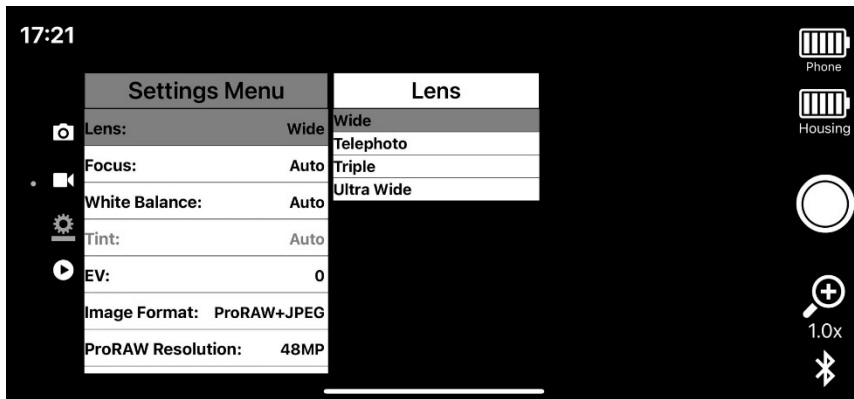 17:21
Phone
Housing
1.0x
Settings Menu
Lens: Wide
Focus: Auto
White Balance: Auto
Tint: Auto
EV: 0
Image Format: ProRAW+JPEG
ProRAW Resolution: 48MP
Lens
Wide
Telephoto
Triple
Ultra Wide